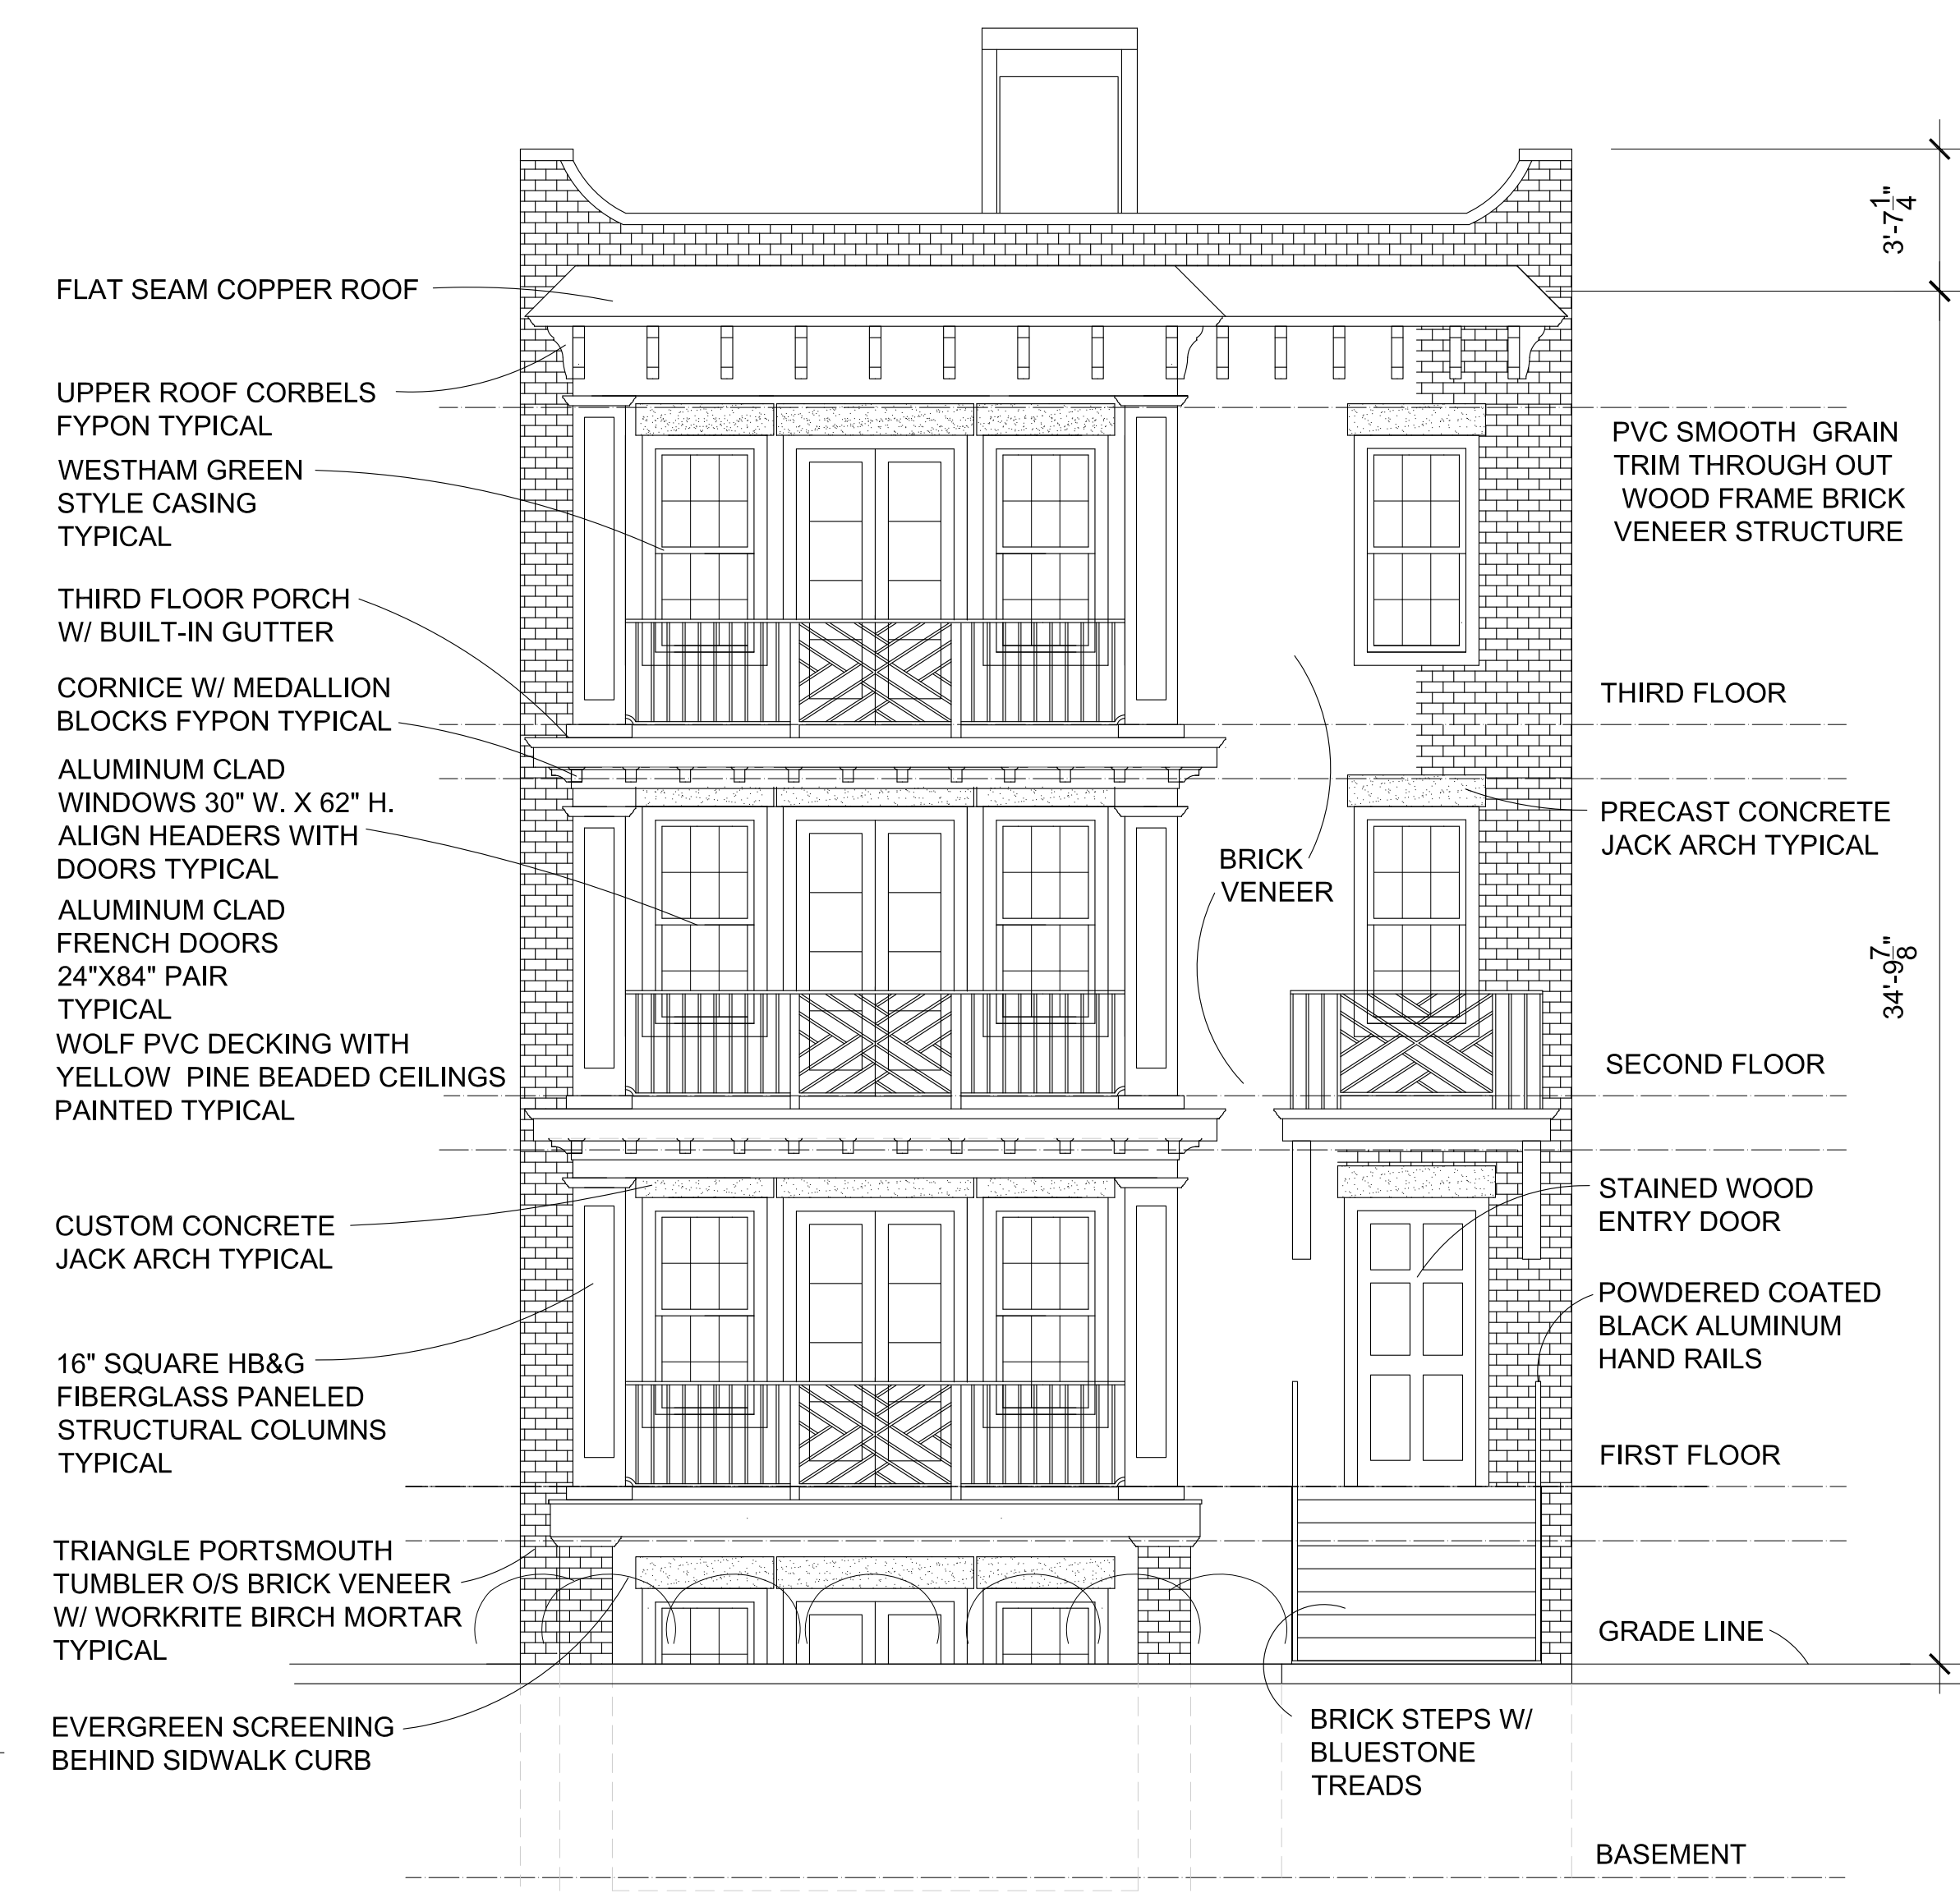 FLAT SEAM COPPER ROOF
UPPER ROOF CORBELS
FYPON TYPICAL
WESTHAM GREEN
STYLE CASING
TYPICAL
THIRD FLOOR PORCH
W/ BUILT-IN GUTTER
CORNICE W/ MEDALLION
BLOCKS FYPON TYPICAL
ALUMINUM CLAD
WINDOWS 30" W. X 62" H.
ALIGN HEADERS WITH
DOORS TYPICAL
ALUMINUM CLAD
FRENCH DOORS
24"X84" PAIR
TYPICAL
WOLF PVC DECKING WITH
YELLOW PINE BEADED CEILINGS
PAINTED TYPICAL
CUSTOM CONCRETE
JACK ARCH TYPICAL
16" SQUARE HB&G
FIBERGLASS PANELED
STRUCTURAL COLUMNS
TYPICAL
TRIANGLE PORTSMOUTH
TUMBLER O/S BRICK VENEER
W/ WORKRITE BIRCH MORTAR
TYPICAL
EVERGREEN SCREENING
BEHIND SIDWALK CURB
BRICK
VENEER
3'-7 1/4"
PVC SMOOTH GRAIN
TRIM THROUGH OUT
WOOD FRAME BRICK
VENEER STRUCTURE
THIRD FLOOR
PRECAST CONCRETE
JACK ARCH TYPICAL
34'-9 7/8"
SECOND FLOOR
STAINED WOOD
ENTRY DOOR
POWDERED COATED
BLACK ALUMINUM
HAND RAILS
FIRST FLOOR
GRADE LINE
BRICK STEPS W/
BLUESTONE
TREADS
BASEMENT